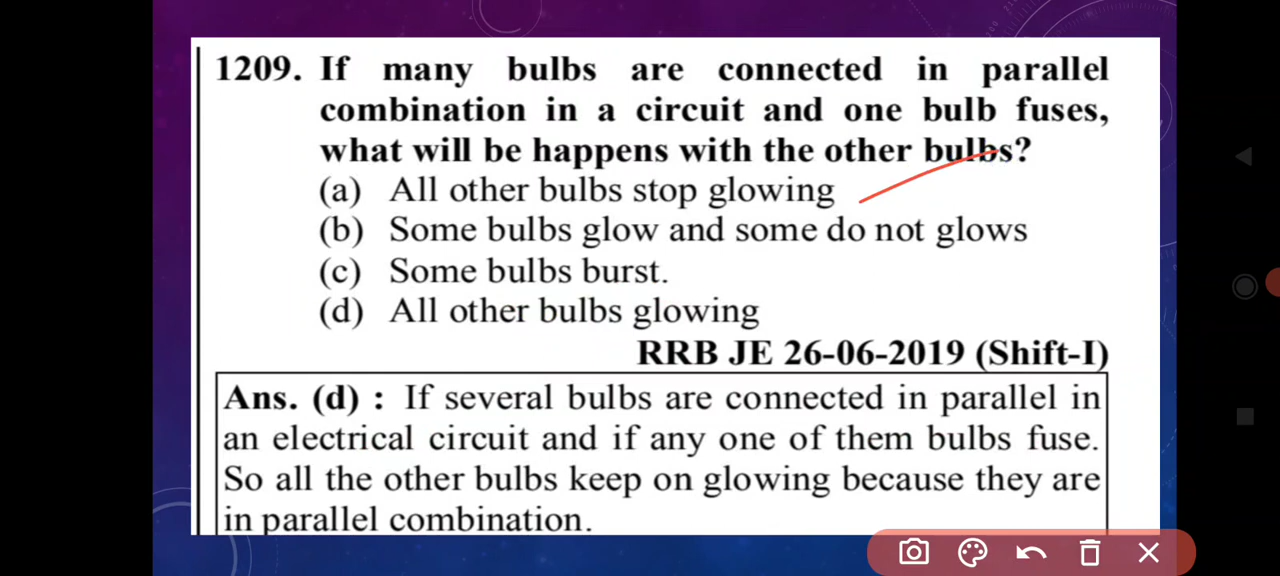 1209. If many bulbs are connected in parallel
combination in a circuit and one bulb fuses,
what will be happens with the other bulbs?
(a) All other bulbs stop glowing
(b) Some bulbs glow and some do not glows
(c) Some bulbs burst.
(d) All other bulbs glowing
RRB JE 26-06-2019 (Shift-I)
Ans. (d) : If several bulbs are connected in parallel in
an electrical circuit and if any one of them bulbs fuse.
So all the other bulbs keep on glowing because they are
in parallel combination.